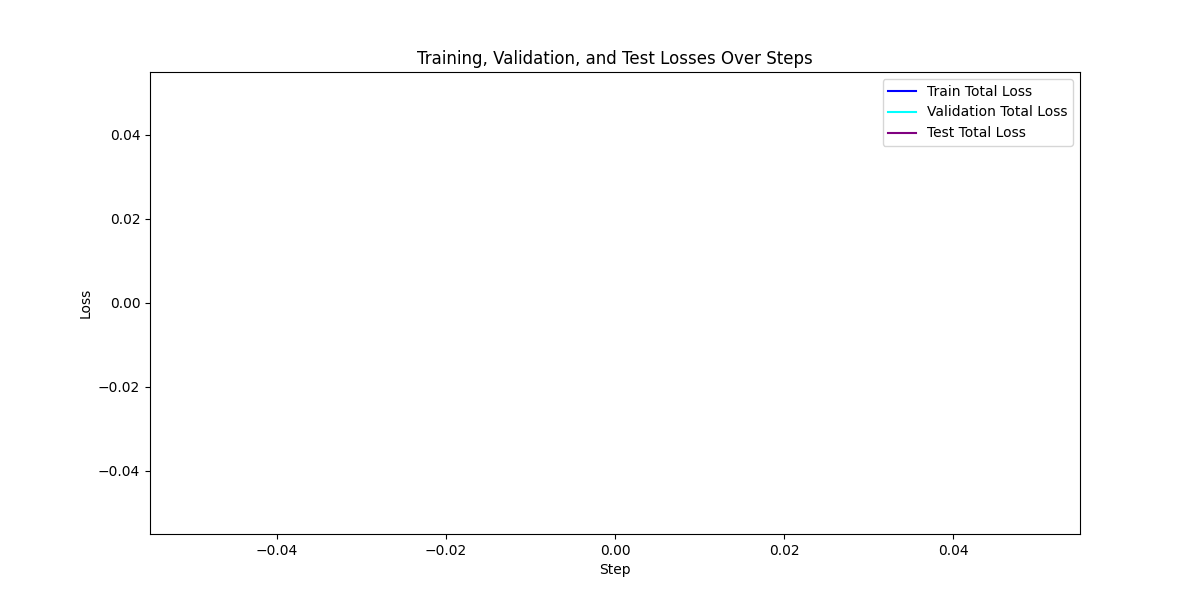 Training, Validation, and Test Losses Over Steps
Train Total Loss
Validation Total Loss
Test Total Loss
0.04
0.02
0.00
−0.02
−0.04
Loss
−0.04
−0.02
0.00
0.02
0.04
Step